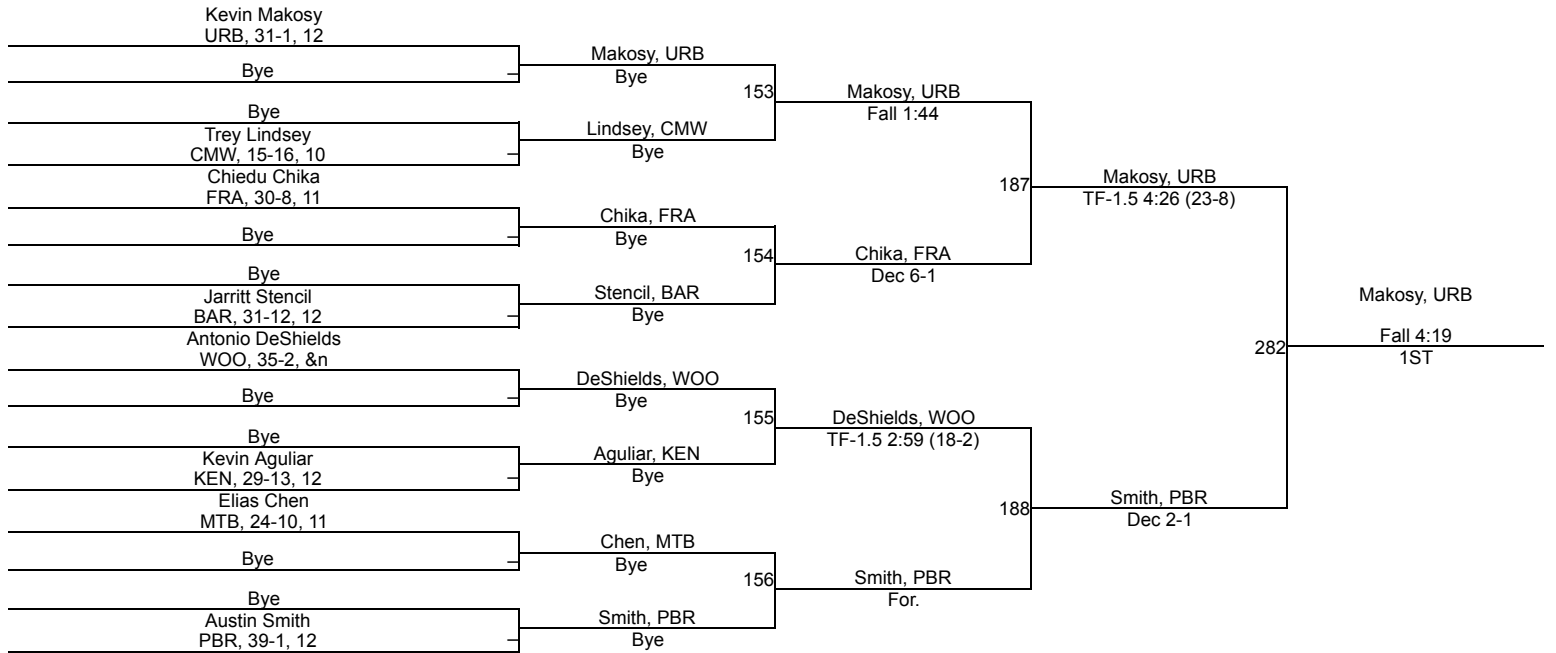 Kevin Makosy
URB, 31-1, 12
Bye
Bye
Trey Lindsey
CMW, 15-16, 10
Chiedu Chika
FRA, 30-8, 11
Bye
Bye
Jarritt Stencil
BAR, 31-12, 12
Antonio DeShields
WOO, 35-2, &n
Bye
Bye
Kevin Aguliar
KEN, 29-13, 12
Elias Chen
MTB, 24-10, 11
Bye
Bye
Austin Smith
PBR, 39-1, 12
Makosy, URB
Bye
153
Lindsey, CMW
Bye
Chika, FRA
Bye
154
Stencil, BAR
Bye
DeShields, WOO
Bye
155
Aguliar, KEN
Bye
Chen, MTB
Bye
156
Smith, PBR
Bye
Makosy, URB
Fall 1:44
187
Chika, FRA
Dec 6-1
DeShields, WOO
TF-1.5 2:59 (18-2)
188
Smith, PBR
For.
Makosy, URB
TF-1.5 4:26 (23-8)
282
Smith, PBR
Dec 2-1
Makosy, URB
Fall 4:19
1ST